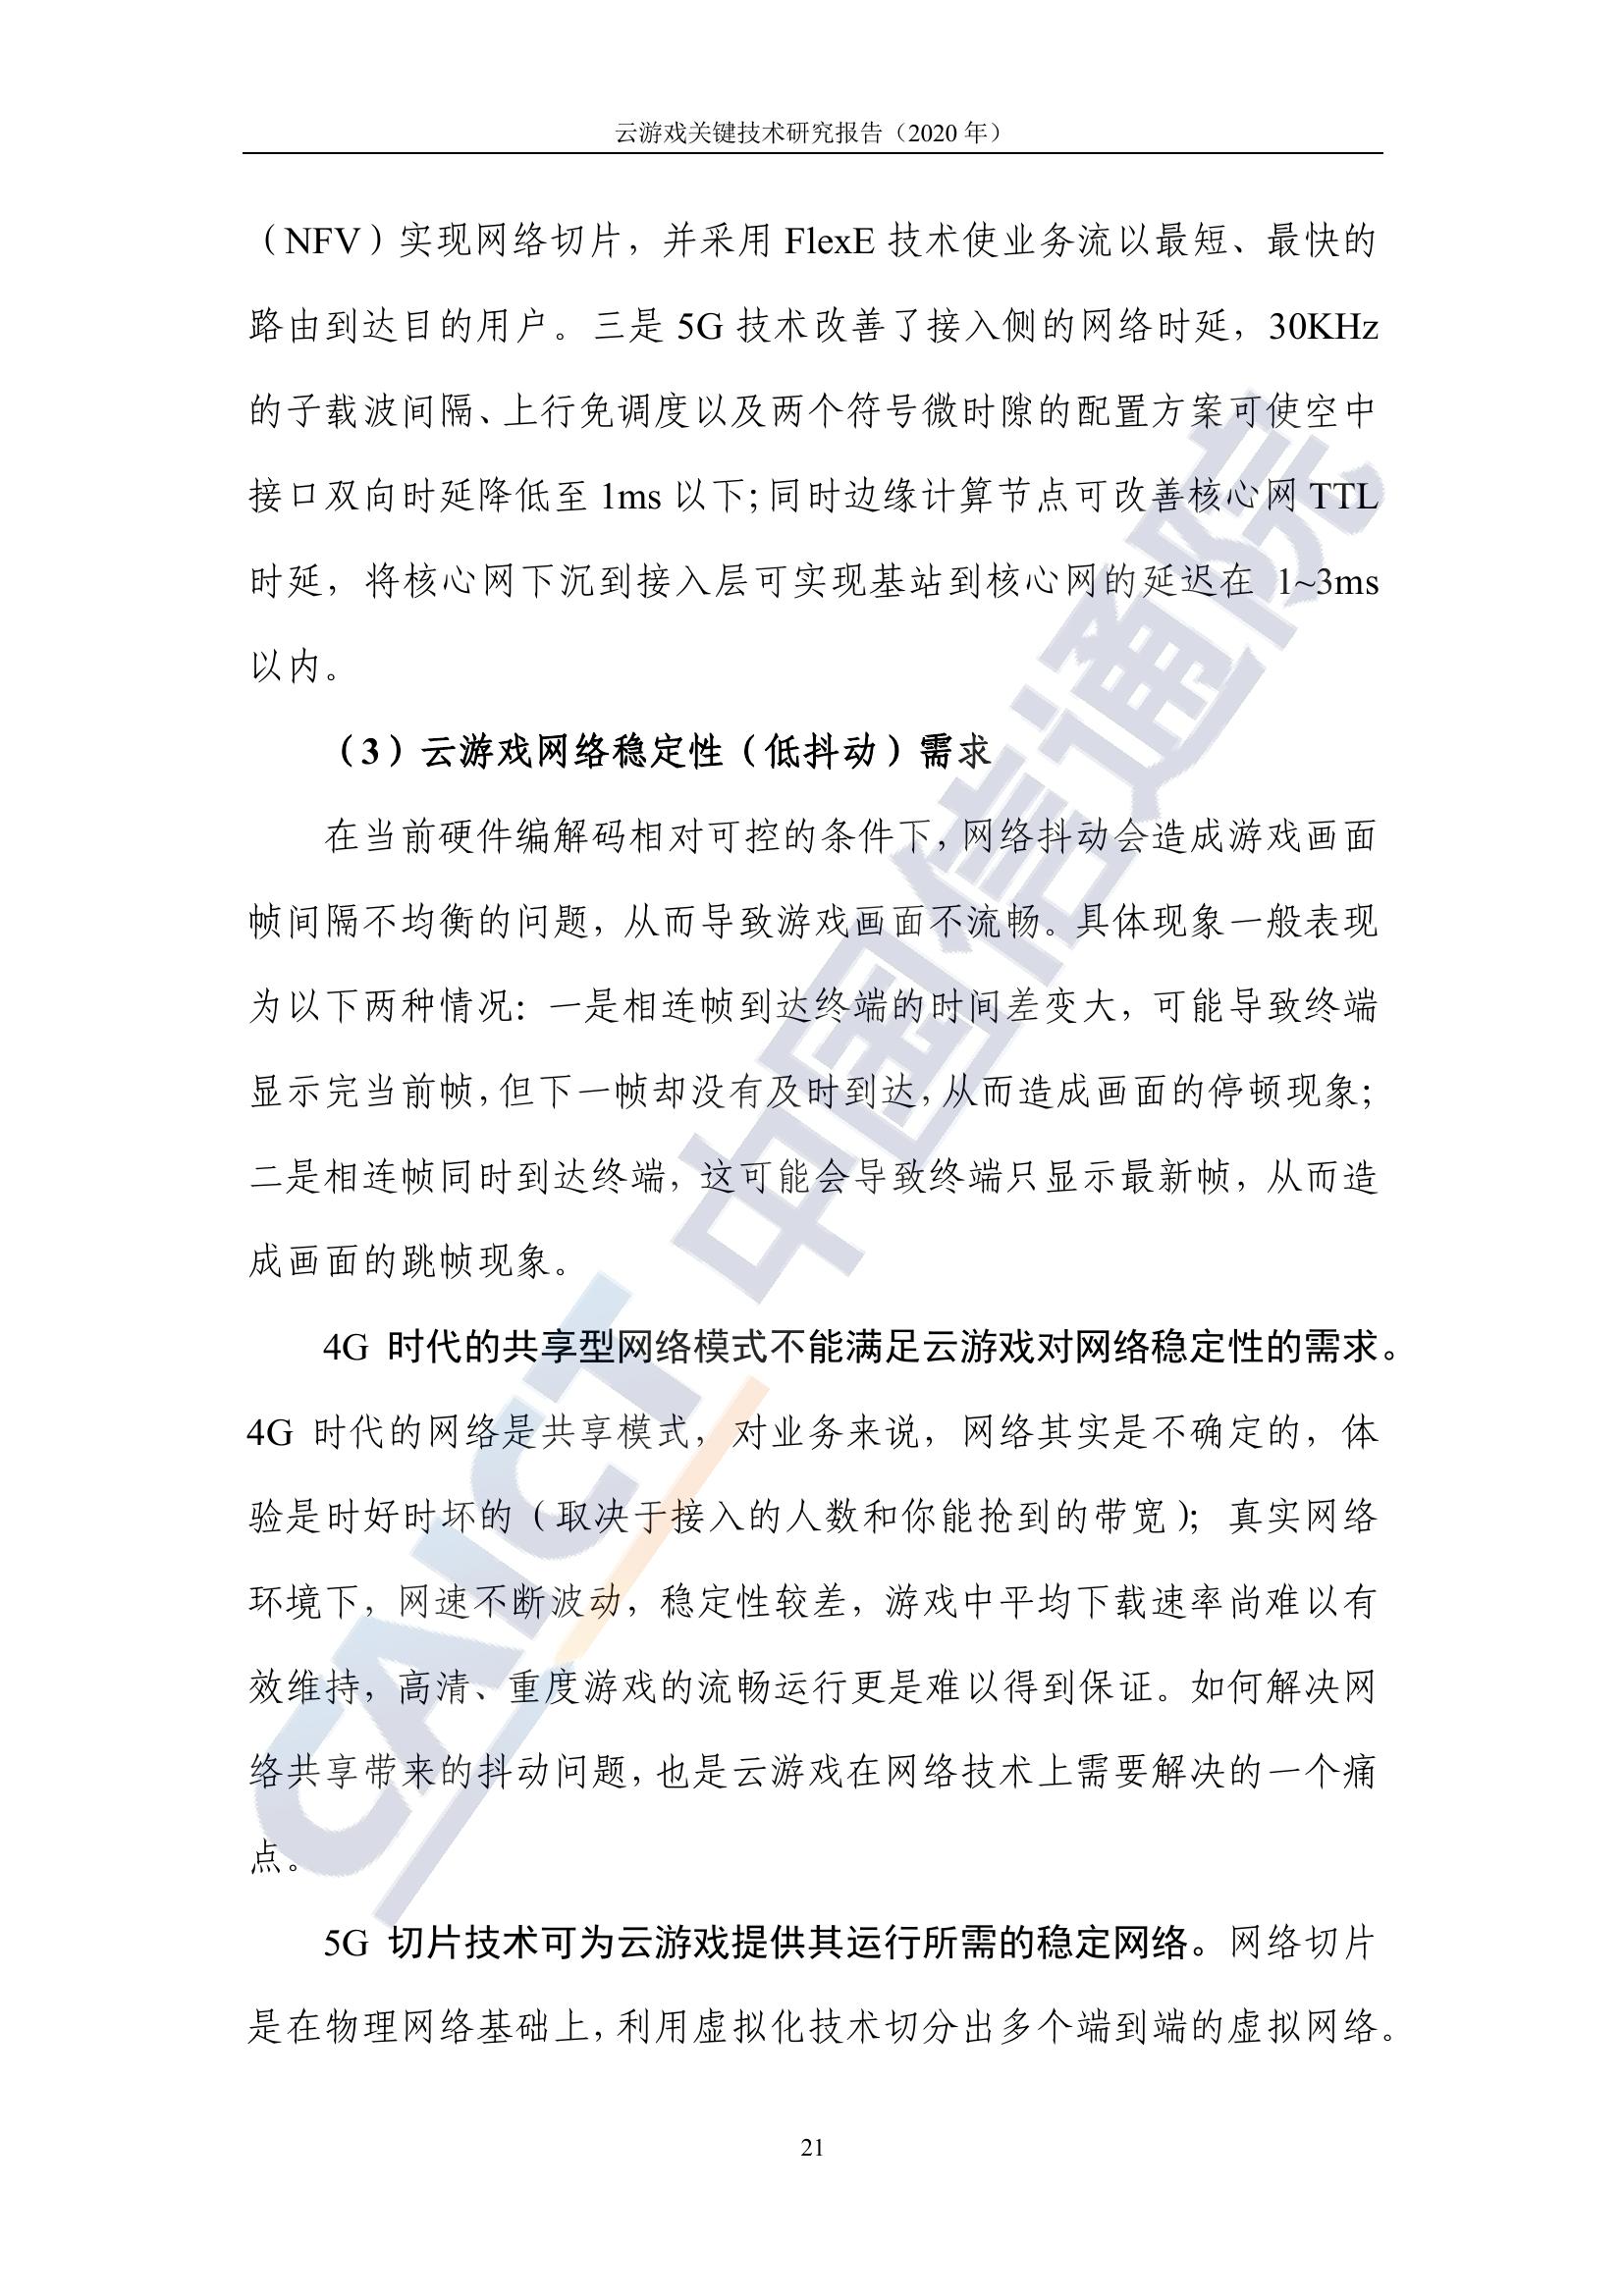 云游戏关键技术研究报告（2020 年）
（NFV）实现网络切片，并采用 FlexE 技术使业务流以最短、最快的
路由到达目的用户。三是 5G 技术改善了接入侧的网络时延，30KHz
的子载波间隔、上行免调度以及两个符号微时隙的配置方案可使空中
接口双向时延降低至 1ms 以下；同时边缘计算节点可改善核心网 TTL
时延，将核心网下沉到接入层可实现基站到核心网的延迟在 1~3ms
以内。
（3）云游戏网络稳定性（低抖动）需求
在当前硬件编解码相对可控的条件下，网络抖动会造成游戏画面
帧间隔不均衡的问题，从而导致游戏画面不流畅。具体现象一般表现
为以下两种情况：一是相连帧到达终端的时间差变大，可能导致终端
显示完当前帧，但下一帧却没有及时到达，从而造成画面的停顿现象；
二是相连帧同时到达终端，这可能会导致终端只显示最新帧，从而造
成画面的跳帧现象。
4G 时代的共享型网络模式不能满足云游戏对网络稳定性的需求。
4G 时代的网络是共享模式，对业务来说，网络其实是不确定的，体
验是时好时坏的（取决于接入的人数和你能抢到的带宽）；真实网络
环境下，网速不断波动，稳定性较差，游戏中平均下载速率尚难以有
效维持，高清、重度游戏的流畅运行更是难以得到保证。如何解决网
络共享带来的抖动问题，也是云游戏在网络技术上需要解决的一个痛
点。
5G 切片技术可为云游戏提供其运行所需的稳定网络。网络切片
是在物理网络基础上，利用虚拟化技术切分出多个端到端的虚拟网络。
21
CAICT 中国信通院